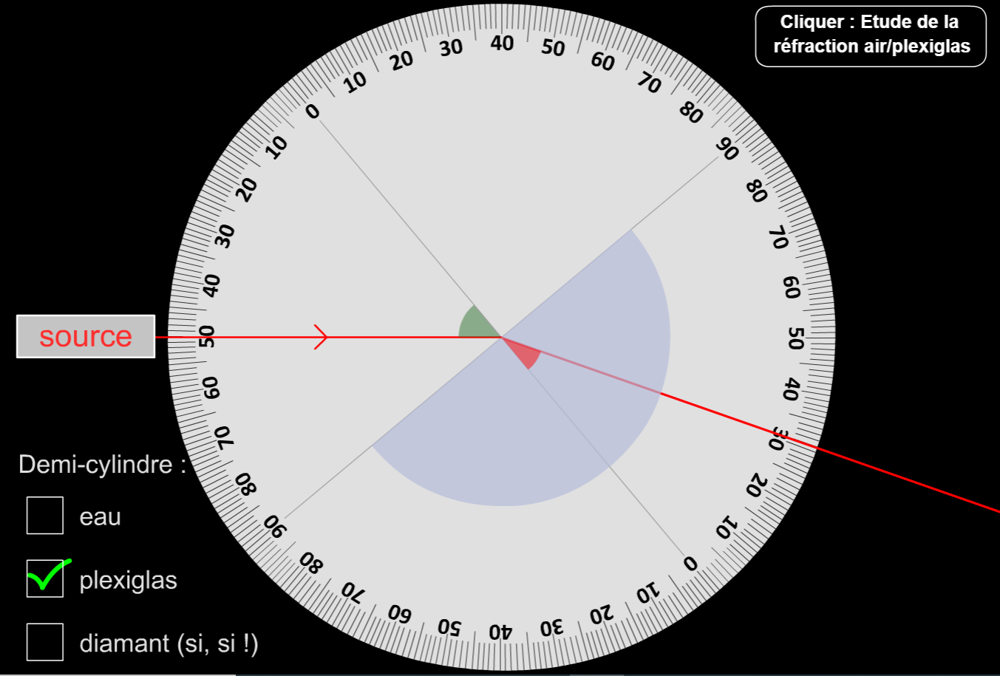 Cliquer : Etude de la
réfraction air/plexiglas
0 10 20 30 40 50 60 70 80 90
80 70 60 50 40 30 20 10 0
10 20 30 40 50 60 70 80 90
80 70 60 50 40 30 20 10
source
Demi-cylindre :
eau
plexiglas
diamant (si, si !)